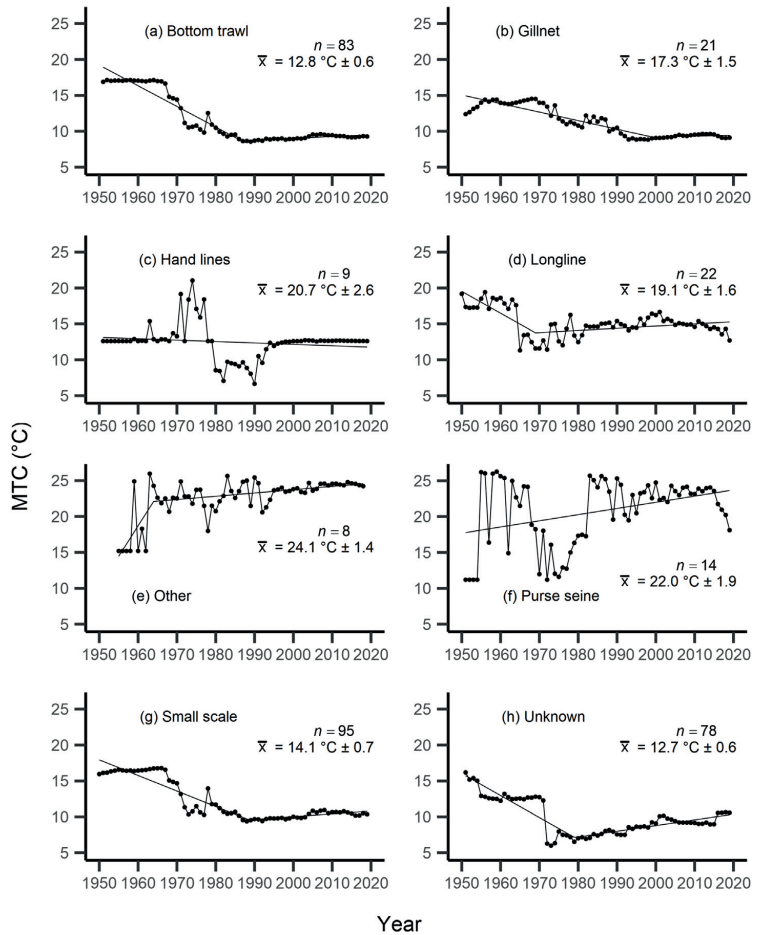 MTC (°C)
(a) Bottom trawl
n = 83
x̅ = 12.8 °C ± 0.6
25
20
15
10
5
1950 1960 1970 1980 1990 2000 2010 2020
(b) Gillnet
n = 21
x̅ = 17.3 °C ± 1.5
25
20
15
10
5
1950 1960 1970 1980 1990 2000 2010 2020
(c) Hand lines
n = 9
x̅ = 20.7 °C ± 2.6
25
20
15
10
5
1950 1960 1970 1980 1990 2000 2010 2020
(d) Longline
n = 22
x̅ = 19.1 °C ± 1.6
25
20
15
10
5
1950 1960 1970 1980 1990 2000 2010 2020
25
20
15
10
5
n = 8
x̅ = 24.1 °C ± 1.4
(e) Other
1950 1960 1970 1980 1990 2000 2010 2020
25
20
15
10
5
n = 14
x̅ = 22.0 °C ± 1.9
(f) Purse seine
1950 1960 1970 1980 1990 2000 2010 2020
(g) Small scale
n = 95
x̅ = 14.1 °C ± 0.7
25
20
15
10
5
1950 1960 1970 1980 1990 2000 2010 2020
(h) Unknown
n = 78
x̅ = 12.7 °C ± 0.6
25
20
15
10
5
1950 1960 1970 1980 1990 2000 2010 2020
Year